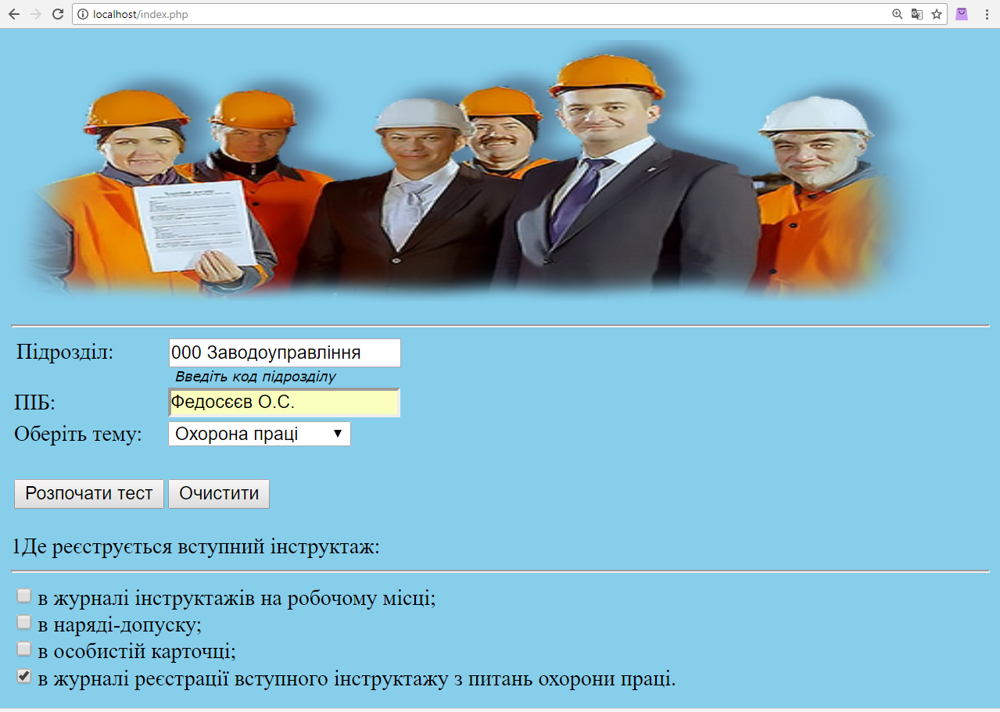 localhost/index.php
Підрозділ: 000 Заводоуправління
Введіть код підрозділу
ПІБ: Федосєєв О.С.
Оберіть тему: Охорона праці
Розпочати тест Очистити
1Де реєструється вступний інструктаж:
в журналі інструктажів на робочому місці;
в наряді-допуску;
в особистій карточці;
в журналі реєстрації вступного інструктажу з питань охорони праці.